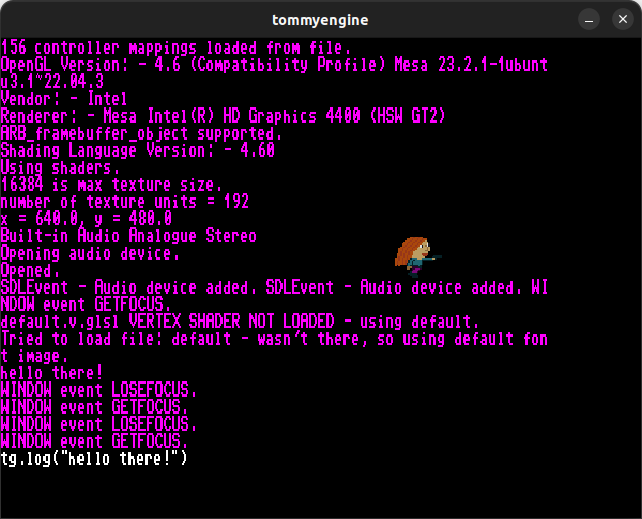 tommyengine
156 controller mappings loaded from file.
OpenGL Version: - 4.6 (Compatibility Profile) Mesa 23.2.1-1ubunt
u3.1~22.04.3
Vendor: - Intel
Renderer: - Mesa Intel(R) HD Graphics 4400 (HSW GT2)
ARB_framebuffer_object supported.
Shading Language Version: - 4.60
Using shaders.
16384 is max texture size.
number of texture units = 192
x = 640.0, y = 480.0
Built-in Audio Analogue Stereo
Opening audio device.
Opened.
SDLEvent - Audio device added. SDLEvent - Audio device added. WI
NDOW event GETFOCUS.
default.v.glsl VERTEX SHADER NOT LOADED - using default.
Tried to load file: default - wasn't there, so using default fon
t image.
hello there!
WINDOW event LOSEFOCUS.
WINDOW event GETFOCUS.
WINDOW event LOSEFOCUS.
WINDOW event GETFOCUS.
tg.log("hello there!")